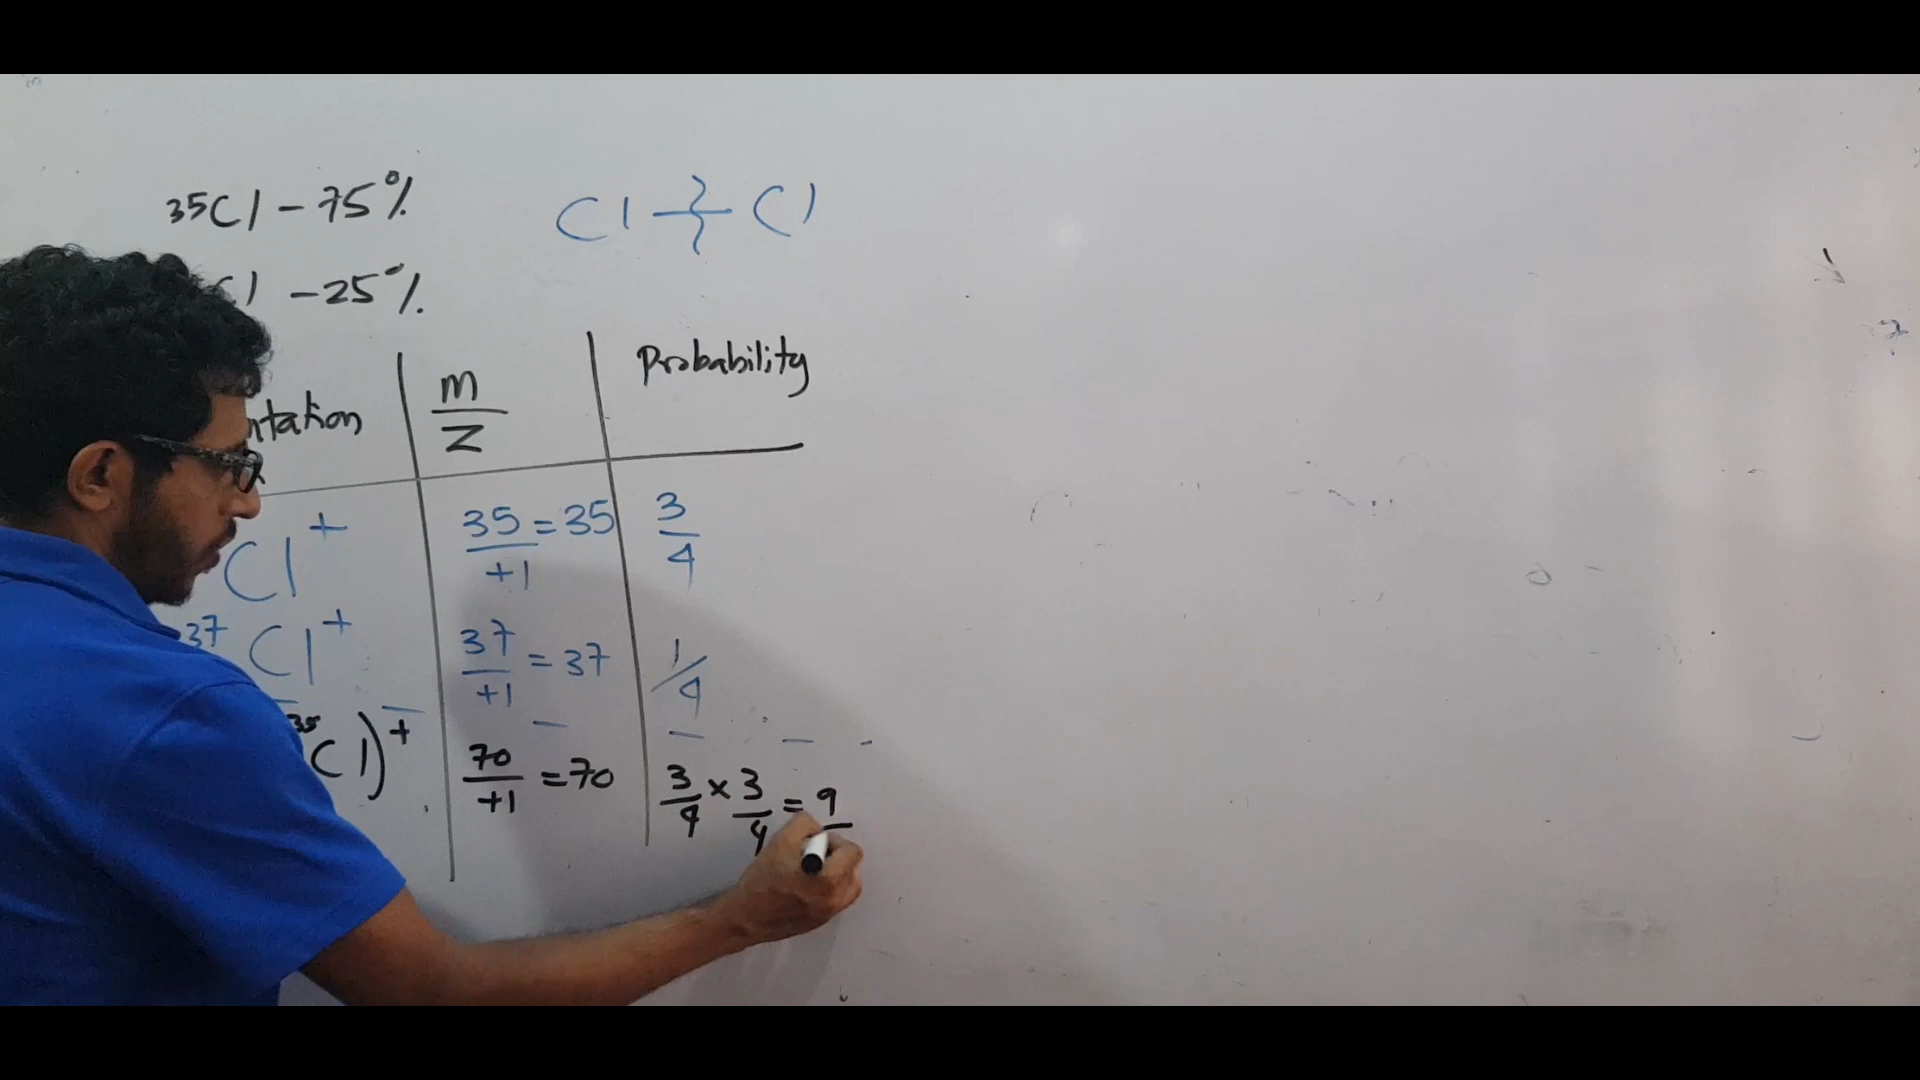 35Cl - 75%
Cl - Cl
Cl - 25%
ntation
m/z
Probability
Cl+
35/+1 = 35
3/4
37Cl+
37/+1 = 37
1/4
35Cl)+
70/+1 = 70
3/4 × 3/4 = 9